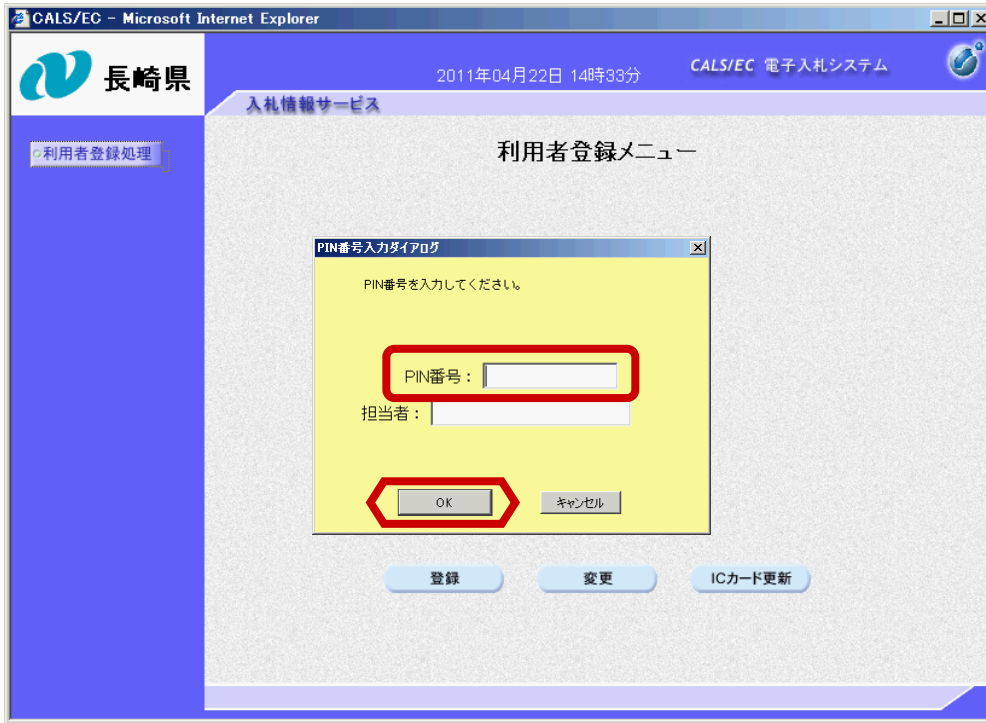 CALS/EC - Microsoft Internet Explorer
長崎県
2011年04月22日 14時33分
CALS/EC 電子入札システム
入札情報サービス
利用者登録処理
利用者登録メニュー
PIN番号入力ダイアログ
PIN番号を入力してください。
PIN番号：
担当者：
OK
キャンセル
登録
変更
ICカード更新